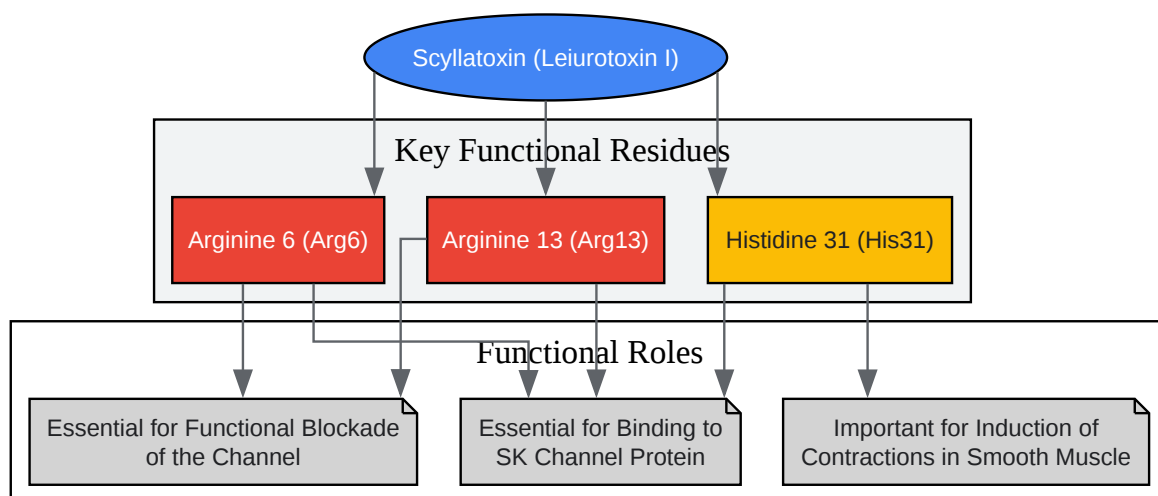 Scyllatoxin (Leiurotoxin I)
Key Functional Residues
Arginine 6 (Arg6)
Arginine 13 (Arg13)
Histidine 31 (His31)
Functional Roles
Essential for Functional Blockade
of the Channel
Essential for Binding to
SK Channel Protein
Important for Induction of
Contractions in Smooth Muscle